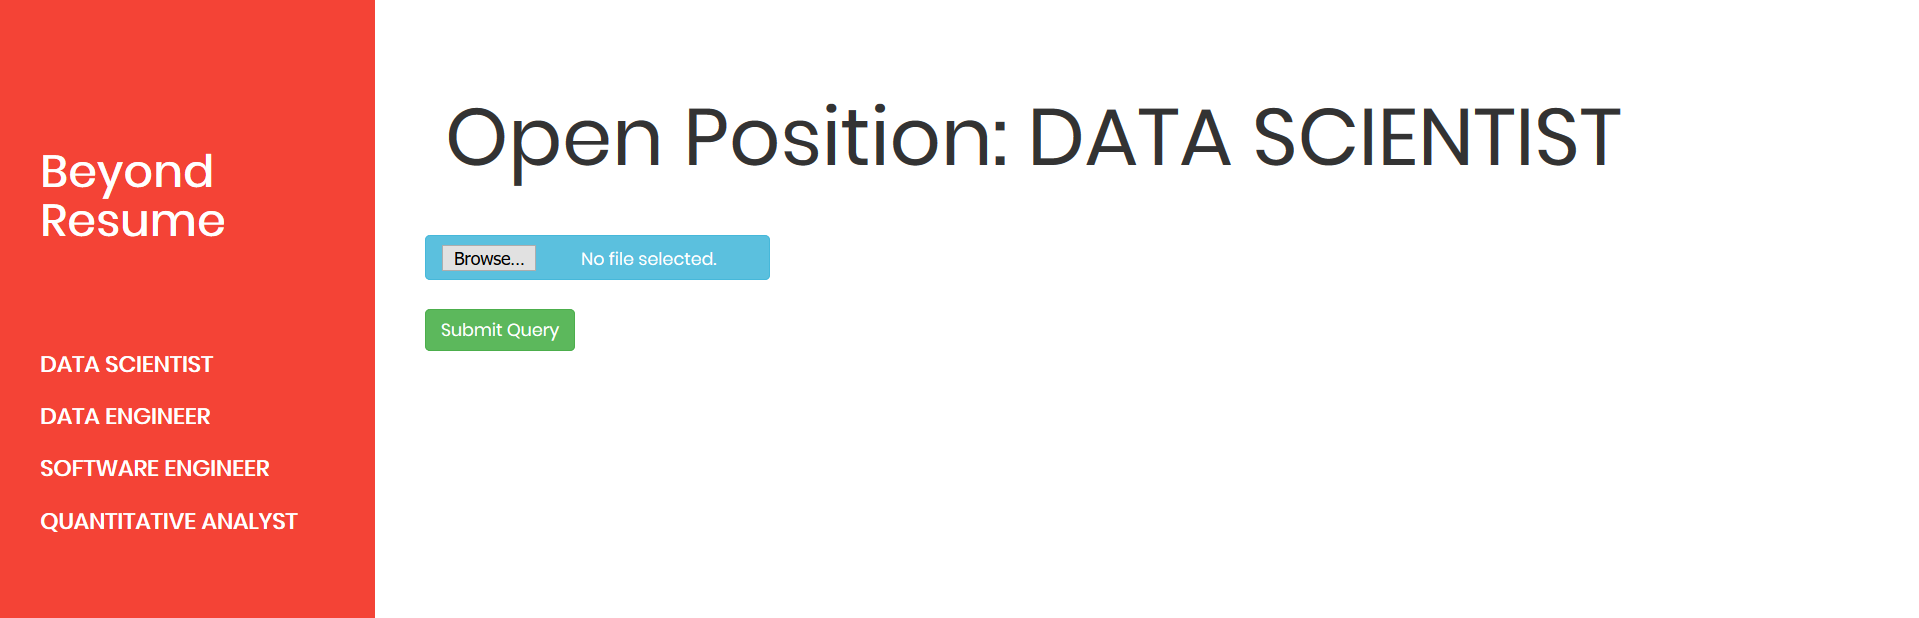 Beyond
Resume
DATA SCIENTIST
DATA ENGINEER
SOFTWARE ENGINEER
QUANTITATIVE ANALYST
Open Position: DATA SCIENTIST
Browse... No file selected.
Submit Query